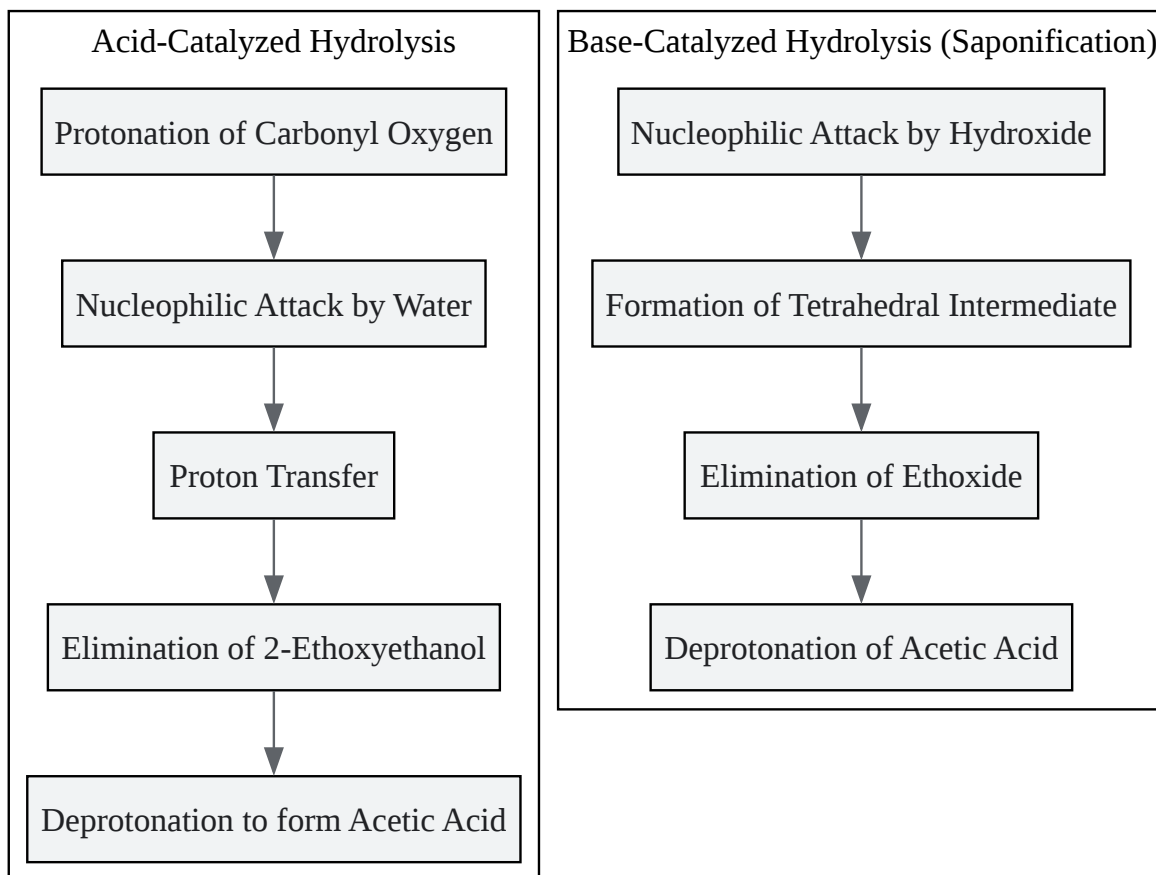 Acid-Catalyzed Hydrolysis
Protonation of Carbonyl Oxygen
Nucleophilic Attack by Water
Proton Transfer
Elimination of 2-Ethoxyethanol
Deprotonation to form Acetic Acid
Base-Catalyzed Hydrolysis (Saponification)
Nucleophilic Attack by Hydroxide
Formation of Tetrahedral Intermediate
Elimination of Ethoxide
Deprotonation of Acetic Acid